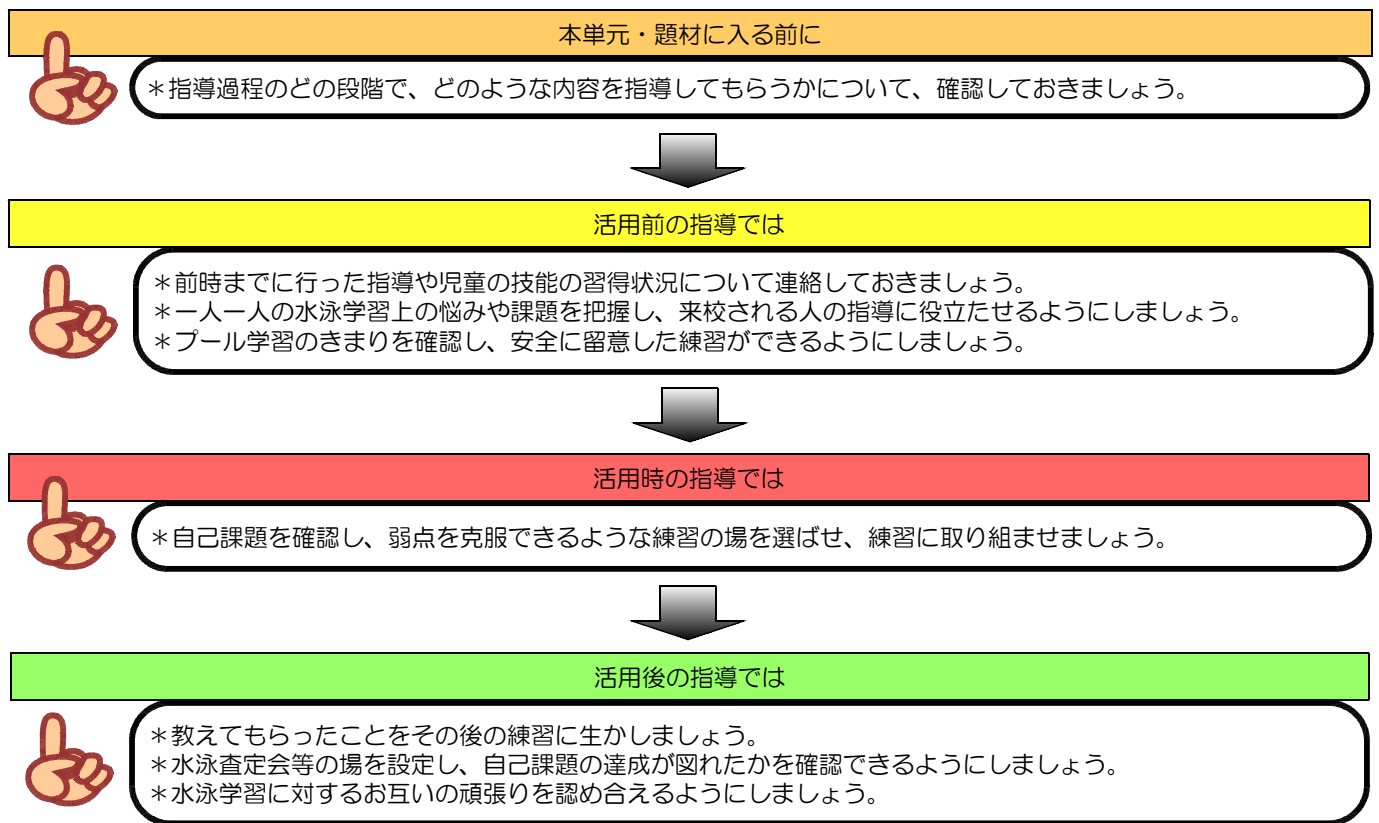 本単元・題材に入る前に
＊指導過程のどの段階で、どのような内容を指導してもらうかについて、確認しておきましょう。
活用前の指導では
＊前時までに行った指導や児童の技能の習得状況について連絡しておきましょう。
＊一人一人の水泳学習上の悩みや課題を把握し、来校される人の指導に役立たせるようにしましょう。
＊プール学習のきまりを確認し、安全に留意した練習ができるようにしましょう。
活用時の指導では
＊自己課題を確認し、弱点を克服できるような練習の場を選ばせ、練習に取り組ませましょう。
活用後の指導では
＊教えてもらったことをその後の練習に生かしましょう。
＊水泳査定会等の場を設定し、自己課題の達成が図れたかを確認できるようにしましょう。
＊水泳学習に対するお互いの頑張りを認め合えるようにしましょう。